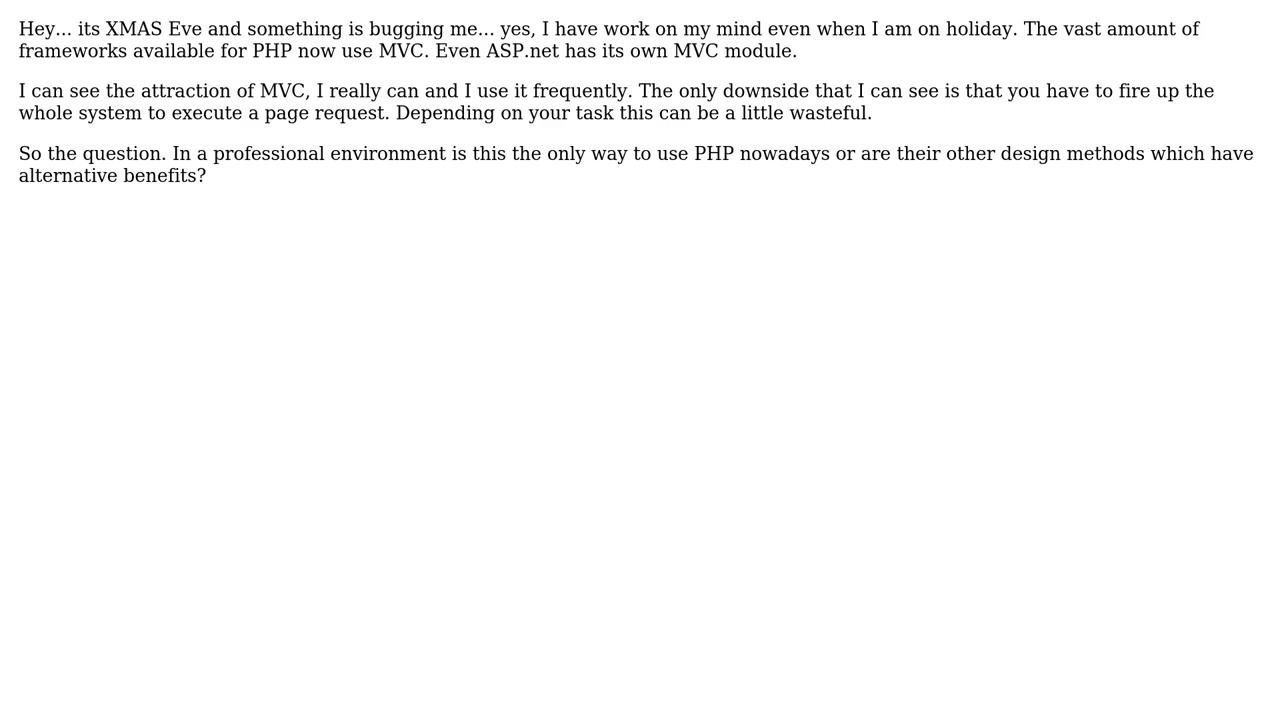 Hey... its XMAS Eve and something is bugging me... yes, I have work on my mind even when I am on holiday. The vast amount of
frameworks available for PHP now use MVC. Even ASP.net has its own MVC module.
I can see the attraction of MVC, I really can and I use it frequently. The only downside that I can see is that you have to fire up the
whole system to execute a page request. Depending on your task this can be a little wasteful.
So the question. In a professional environment is this the only way to use PHP nowadays or are their other design methods which have
alternative benefits?